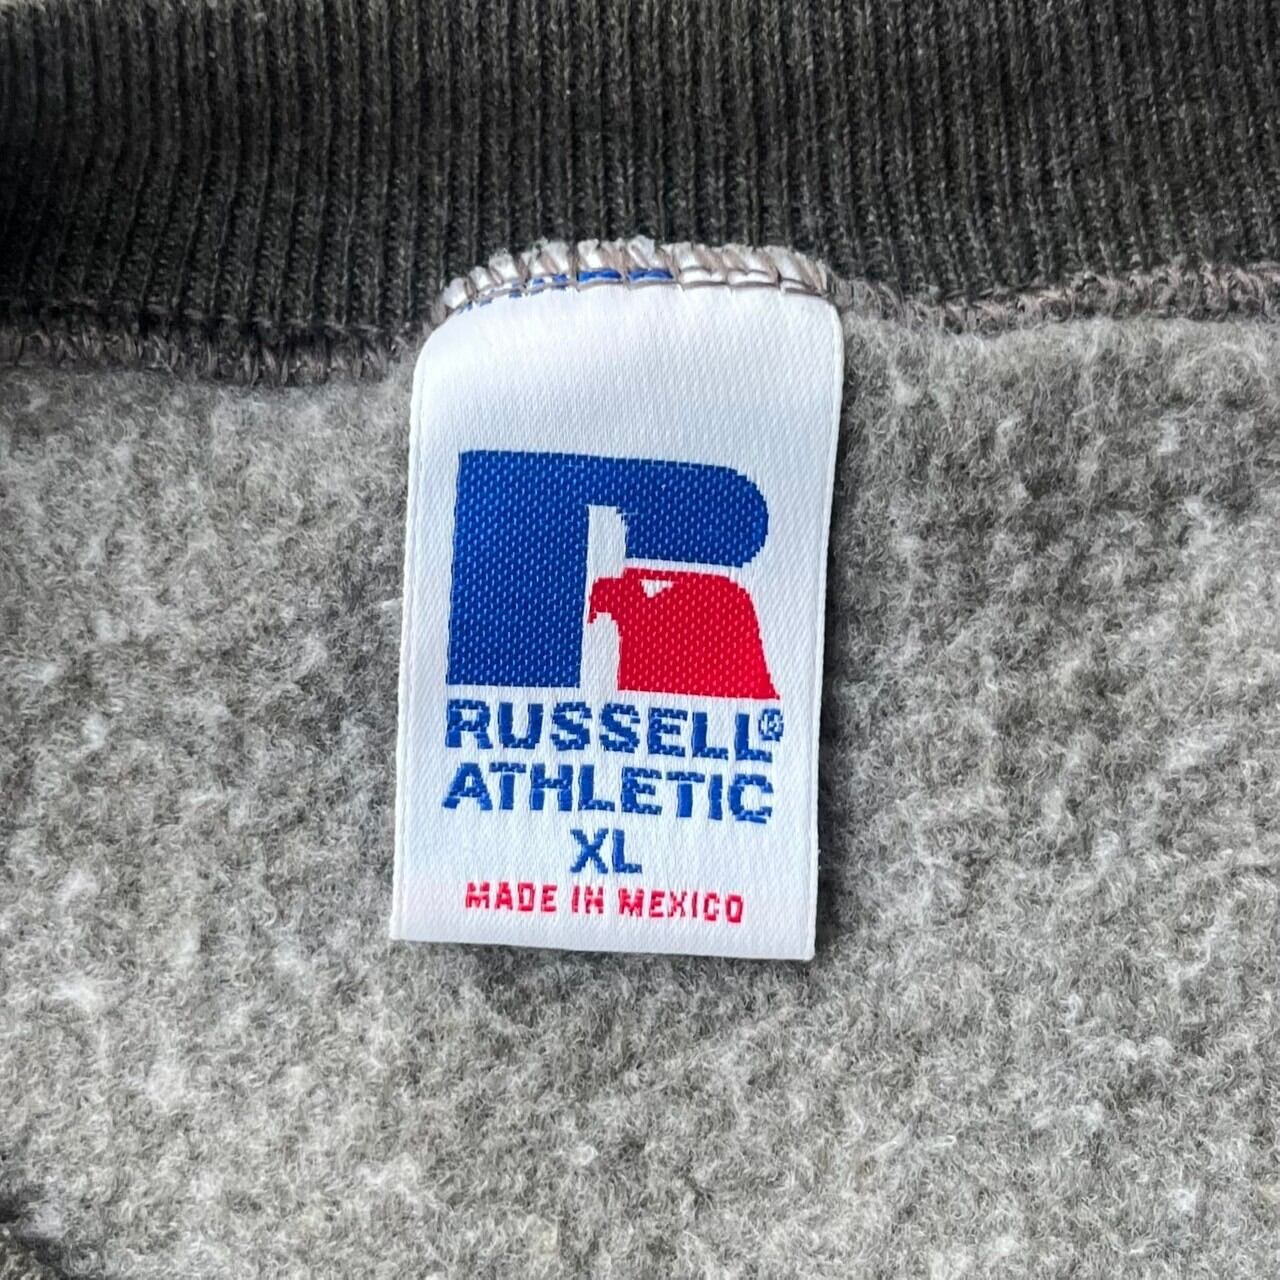 RUSSELL®
ATHLETIC
XL
MADE IN MEXICO